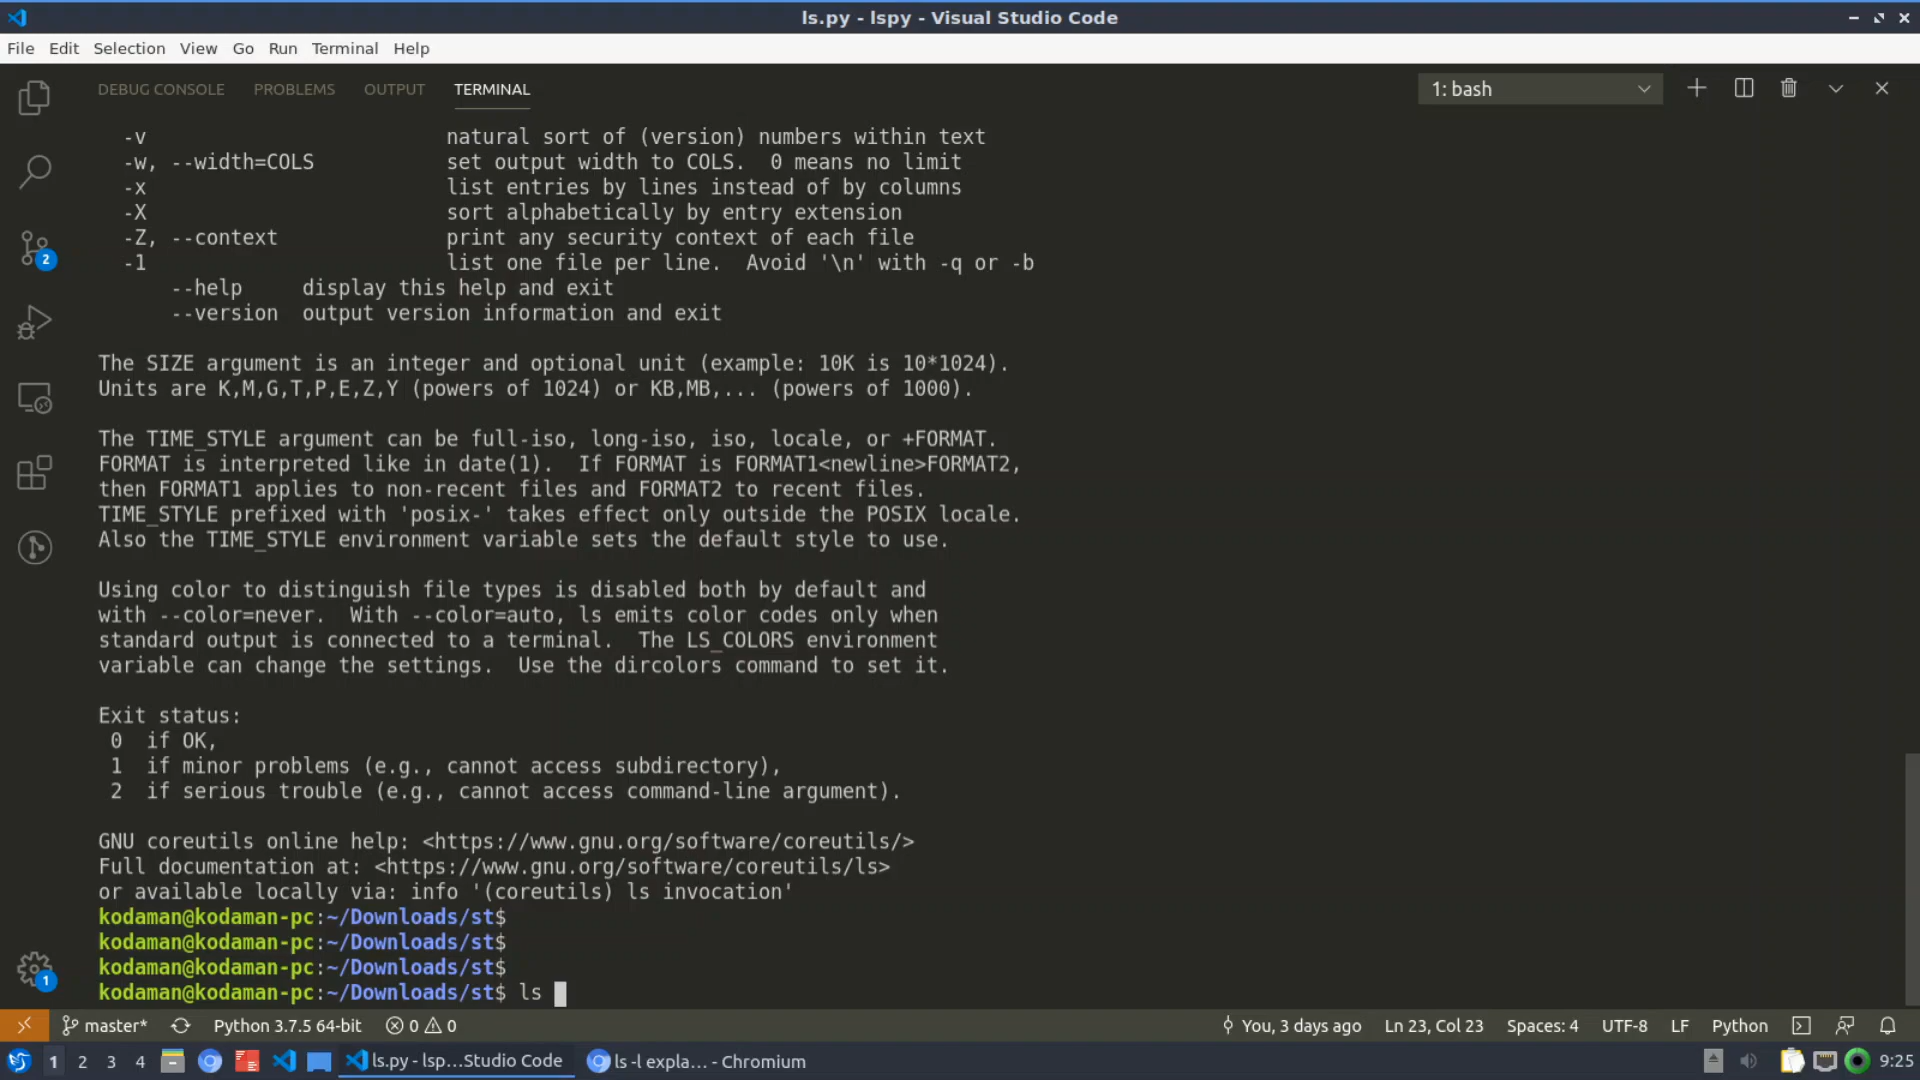 ls.py - lspy - Visual Studio Code
File Edit Selection View Go Run Terminal Help
DEBUG CONSOLE PROBLEMS OUTPUT TERMINAL 1: bash
-v natural sort of (version) numbers within text
-w, --width=COLS set output width to COLS.  0 means no limit
-x list entries by lines instead of by columns
-X sort alphabetically by entry extension
-Z, --context print any security context of each file
-1 list one file per line.  Avoid '\n' with -q or -b
--help display this help and exit
--version output version information and exit
The SIZE argument is an integer and optional unit (example: 10K is 10*1024).
Units are K,M,G,T,P,E,Z,Y (powers of 1024) or KB,MB,... (powers of 1000).
The TIME_STYLE argument can be full-iso, long-iso, iso, locale, or +FORMAT.
FORMAT is interpreted like in date(1).  If FORMAT is FORMAT1<newline>FORMAT2,
then FORMAT1 applies to non-recent files and FORMAT2 to recent files.
TIME_STYLE prefixed with 'posix-' takes effect only outside the POSIX locale.
Also the TIME_STYLE environment variable sets the default style to use.
Using color to distinguish file types is disabled both by default and
with --color=never.  With --color=auto, ls emits color codes only when
standard output is connected to a terminal.  The LS_COLORS environment
variable can change the settings.  Use the dircolors command to set it.
Exit status:
0  if OK,
1  if minor problems (e.g., cannot access subdirectory),
2  if serious trouble (e.g., cannot access command-line argument).
GNU coreutils online help: <https://www.gnu.org/software/coreutils/>
Full documentation at: <https://www.gnu.org/software/coreutils/ls>
or available locally via: info '(coreutils) ls invocation'
kodaman@kodaman-pc:~/Downloads/st$
kodaman@kodaman-pc:~/Downloads/st$
kodaman@kodaman-pc:~/Downloads/st$
kodaman@kodaman-pc:~/Downloads/st$ ls
2
1
master* Python 3.7.5 64-bit 0 0 You, 3 days ago Ln 23, Col 23 Spaces: 4 UTF-8 LF Python
1 2 3 4 ls.py - lsp...Studio Code ls -l expla... - Chromium 9:25